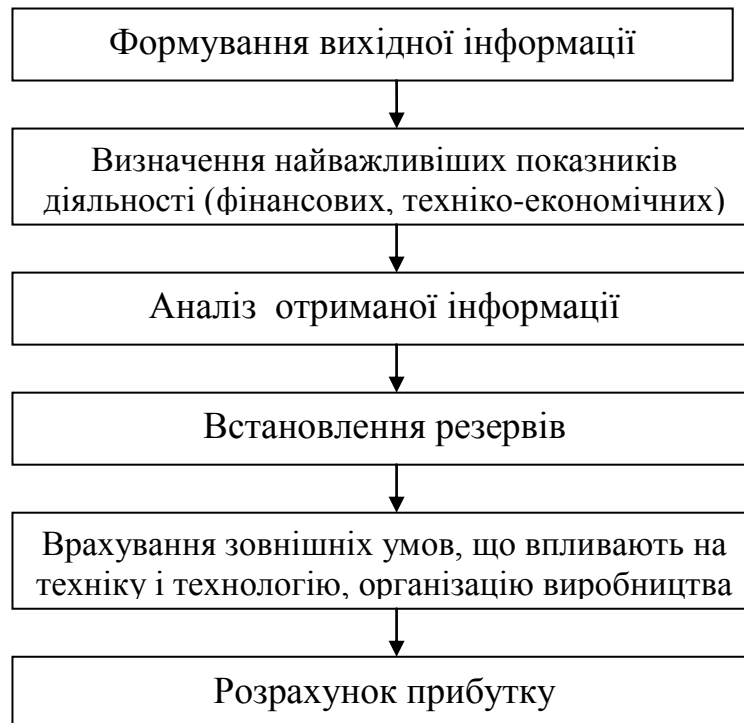 Формування вихідної інформації
Визначення найважливіших показників
діяльності (фінансових, техніко-економічних)
Аналіз отриманої інформації
Встановлення резервів
Врахування зовнішніх умов, що впливають на
техніку і технологію, організацію виробництва
Розрахунок прибутку